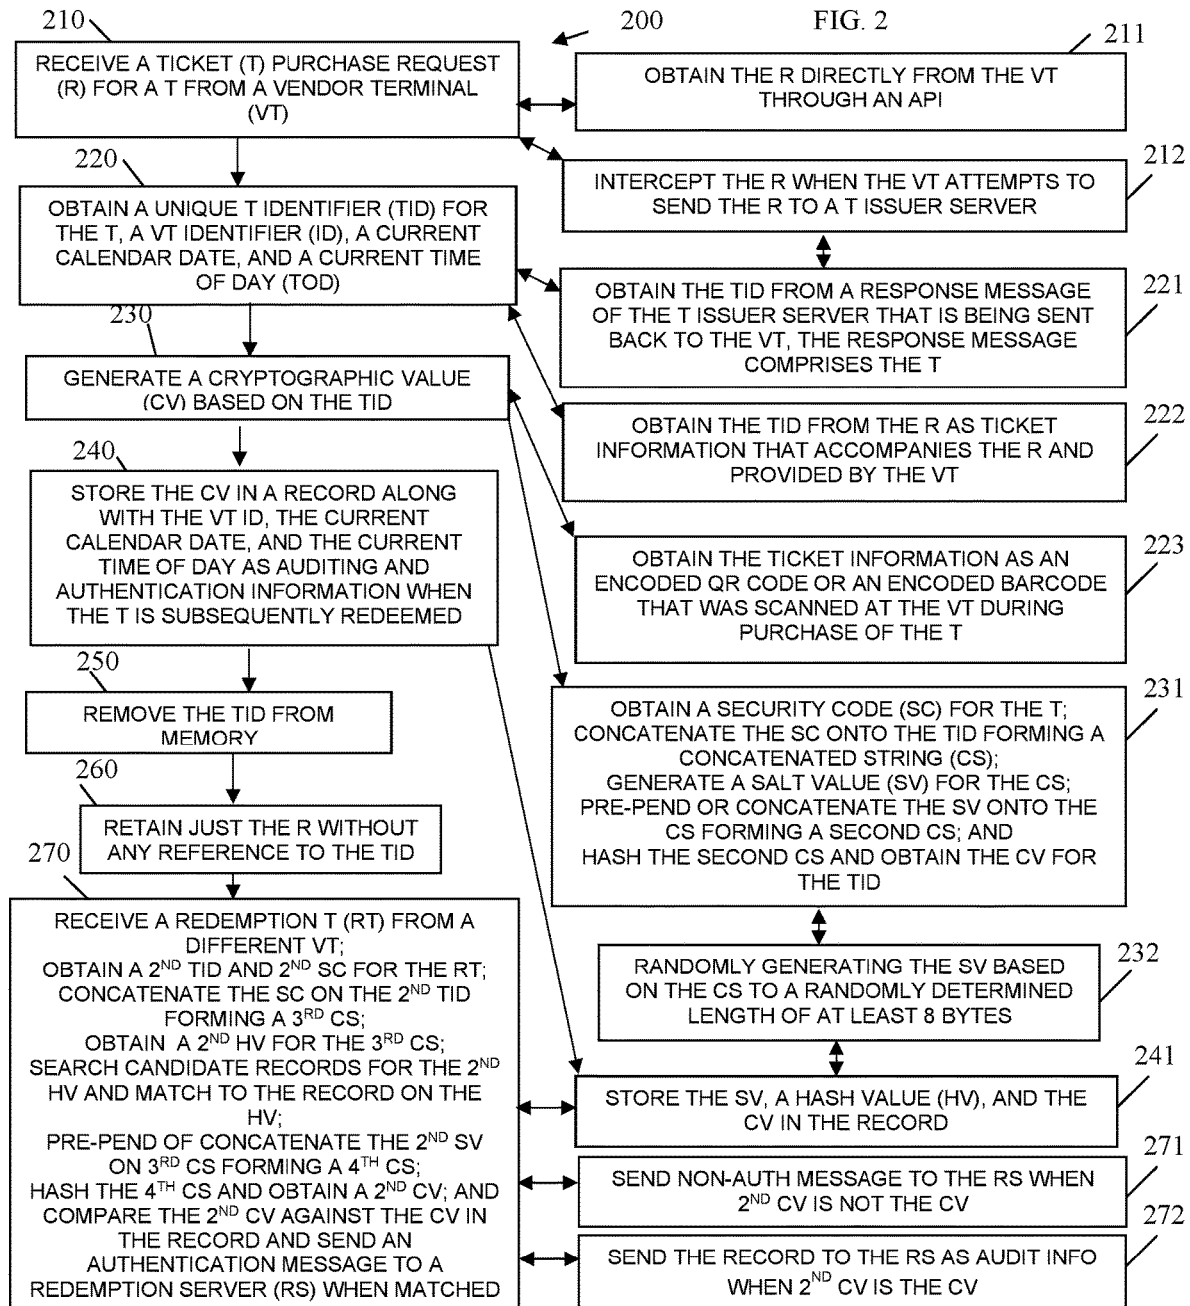 210
200
FIG. 2
211
RECEIVE A TICKET (T) PURCHASE REQUEST
(R) FOR A T FROM A VENDOR TERMINAL
(VT)
OBTAIN THE R DIRECTLY FROM THE VT
THROUGH AN API
212
INTERCEPT THE R WHEN THE VT ATTEMPTS TO
SEND THE R TO A T ISSUER SERVER
220
OBTAIN A UNIQUE T IDENTIFIER (TID) FOR
THE T, A VT IDENTIFIER (ID), A CURRENT
CALENDAR DATE, AND A CURRENT TIME
OF DAY (TOD)
221
OBTAIN THE TID FROM A RESPONSE MESSAGE
OF THE T ISSUER SERVER THAT IS BEING SENT
BACK TO THE VT, THE RESPONSE MESSAGE
COMPRISES THE T
230
GENERATE A CRYPTOGRAPHIC VALUE
(CV) BASED ON THE TID
222
OBTAIN THE TID FROM THE R AS TICKET
INFORMATION THAT ACCOMPANIES THE R AND
PROVIDED BY THE VT
240
STORE THE CV IN A RECORD ALONG
WITH THE VT ID, THE CURRENT
CALENDAR DATE, AND THE CURRENT
TIME OF DAY AS AUDITING AND
AUTHENTICATION INFORMATION WHEN
THE T IS SUBSEQUENTLY REDEEMED
223
OBTAIN THE TICKET INFORMATION AS AN
ENCODED QR CODE OR AN ENCODED BARCODE
THAT WAS SCANNED AT THE VT DURING
PURCHASE OF THE T
250
REMOVE THE TID FROM
MEMORY
231
OBTAIN A SECURITY CODE (SC) FOR THE T;
CONCATENATE THE SC ONTO THE TID FORMING A
CONCATENATED STRING (CS);
GENERATE A SALT VALUE (SV) FOR THE CS;
PRE-PEND OR CONCATENATE THE SV ONTO THE
CS FORMING A SECOND CS; AND
HASH THE SECOND CS AND OBTAIN THE CV FOR
THE TID
260
RETAIN JUST THE R WITHOUT
ANY REFERENCE TO THE TID
270
RECEIVE A REDEMPTION T (RT) FROM A
DIFFERENT VT;
OBTAIN A 2ND TID AND 2ND SC FOR THE RT;
CONCATENATE THE SC ON THE 2ND TID
FORMING A 3RD CS;
OBTAIN A 2ND HV FOR THE 3RD CS;
SEARCH CANDIDATE RECORDS FOR THE 2ND
HV AND MATCH TO THE RECORD ON THE
HV;
PRE-PEND OF CONCATENATE THE 2ND SV
ON 3RD CS FORMING A 4TH CS;
HASH THE 4TH CS AND OBTAIN A 2ND CV; AND
COMPARE THE 2ND CV AGAINST THE CV IN
THE RECORD AND SEND AN
AUTHENTICATION MESSAGE TO A
REDEMPTION SERVER (RS) WHEN MATCHED
232
RANDOMLY GENERATING THE SV BASED
ON THE CS TO A RANDOMLY DETERMINED
LENGTH OF AT LEAST 8 BYTES
241
STORE THE SV, A HASH VALUE (HV), AND THE
CV IN THE RECORD
271
SEND NON-AUTH MESSAGE TO THE RS WHEN
2ND CV IS NOT THE CV
272
SEND THE RECORD TO THE RS AS AUDIT INFO
WHEN 2ND CV IS THE CV